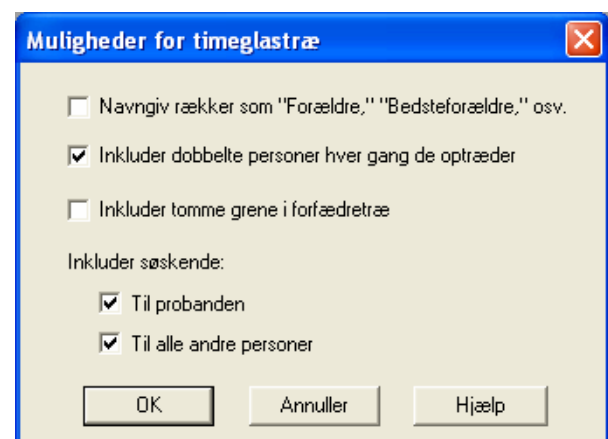 Muligheder for timeglastræ
Navngiv rækker som "Forældre," "Bedsteforældre," osv.
Inkluder dobbelte personer hver gang de optræder
Inkluder tomme grene i forfædretræ
Inkluder søskende:
Til probanden
Til alle andre personer
OK Annuller Hjælp